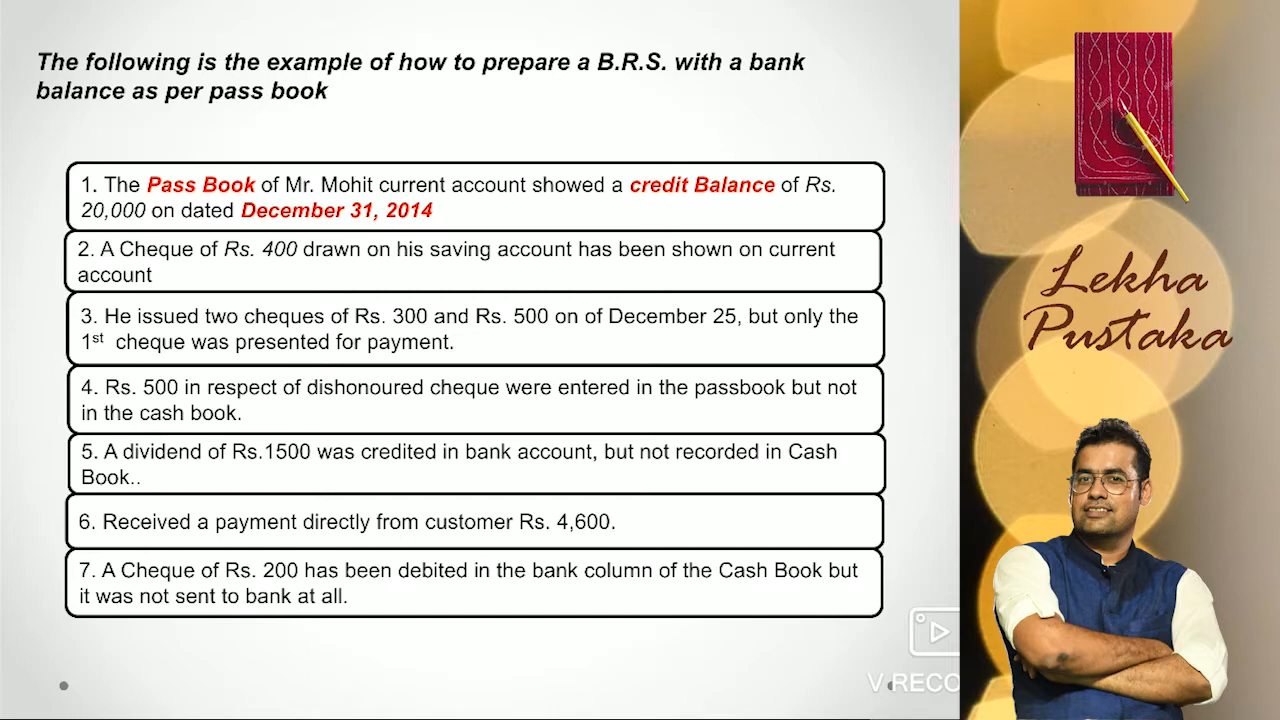 The following is the example of how to prepare a B.R.S. with a bank
balance as per pass book
1. The Pass Book of Mr. Mohit current account showed a credit Balance of Rs.
20,000 on dated December 31, 2014
2. A Cheque of Rs. 400 drawn on his saving account has been shown on current
account
3. He issued two cheques of Rs. 300 and Rs. 500 on of December 25, but only the
1st cheque was presented for payment.
4. Rs. 500 in respect of dishonoured cheque were entered in the passbook but not
in the cash book.
5. A dividend of Rs.1500 was credited in bank account, but not recorded in Cash
Book..
6. Received a payment directly from customer Rs. 4,600.
7. A Cheque of Rs. 200 has been debited in the bank column of the Cash Book but
it was not sent to bank at all.
Lekha
Pustaka
V RECO